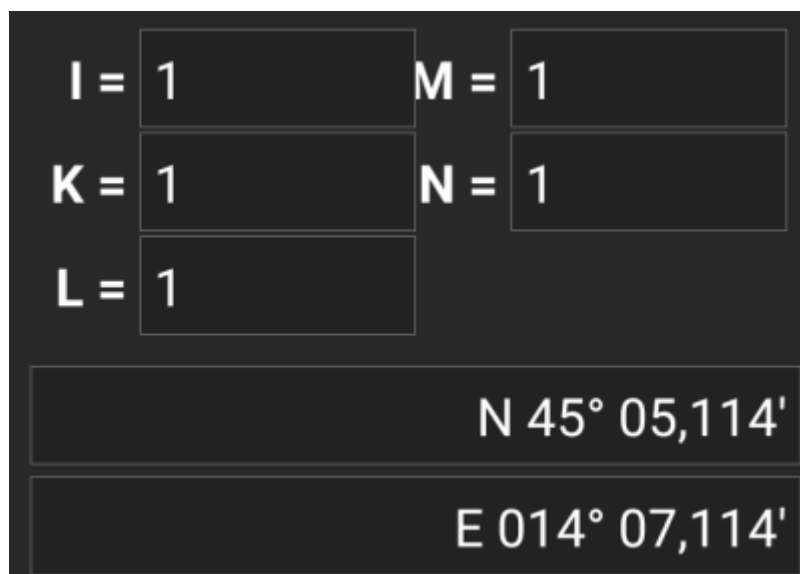 I = 1 M = 1
K = 1 N = 1
L = 1
N 45° 05,114'
E 014° 07,114'